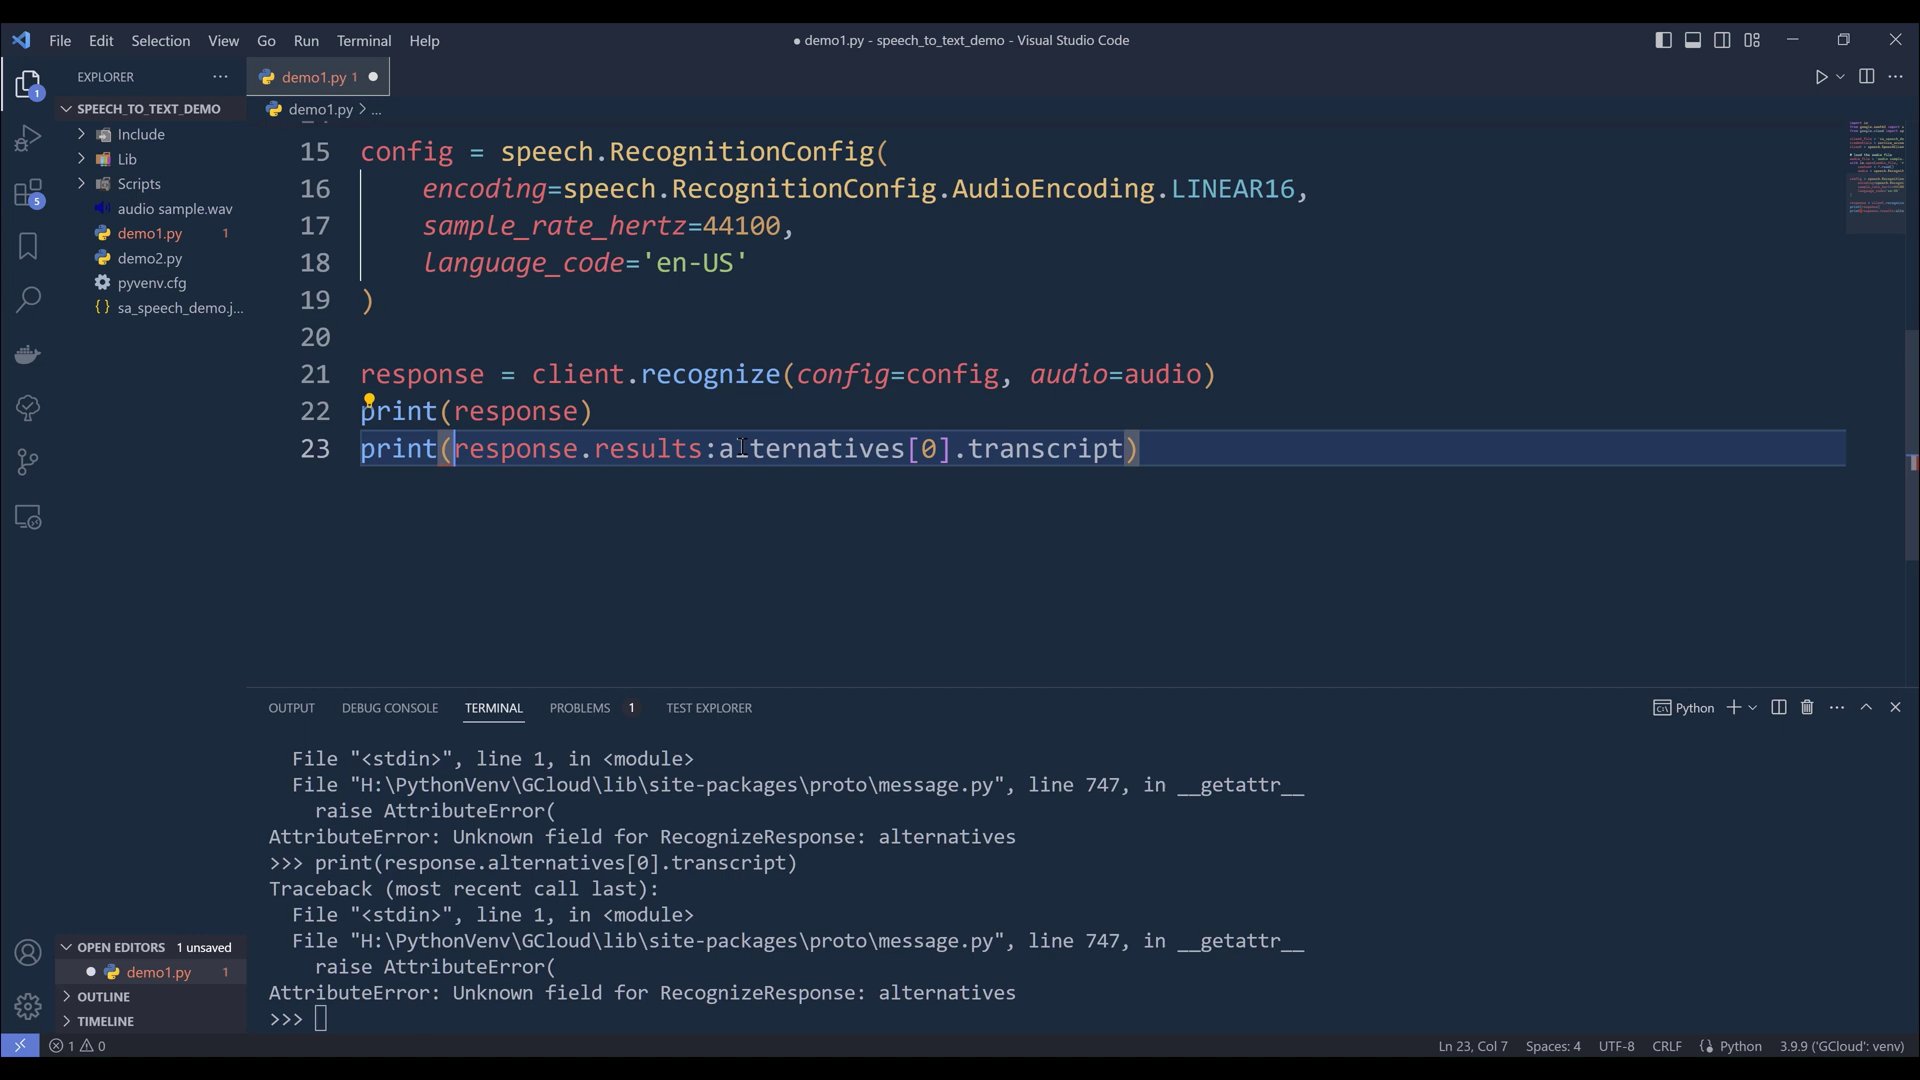 File Edit Selection View Go Run Terminal Help
● demo1.py - speech_to_text_demo - Visual Studio Code
EXPLORER ...
SPEECH_TO_TEXT_DEMO
Include
Lib
Scripts
audio sample.wav
demo1.py 1
demo2.py
pyvenv.cfg
{} sa_speech_demo.j...
1
5
demo1.py 1 ●
demo1.py > ...
15 config = speech.RecognitionConfig(
16 encoding=speech.RecognitionConfig.AudioEncoding.LINEAR16,
17 sample_rate_hertz=44100,
18 language_code='en-US'
19 )
20
21 response = client.recognize(config=config, audio=audio)
22 print(response)
23 print(response.results:alternatives[0].transcript)
OUTPUT DEBUG CONSOLE TERMINAL PROBLEMS 1 TEST EXPLORER
Python
File "<stdin>", line 1, in <module>
File "H:\PythonVenv\GCloud\lib\site-packages\proto\message.py", line 747, in __getattr__
raise AttributeError(
AttributeError: Unknown field for RecognizeResponse: alternatives
>>> print(response.alternatives[0].transcript)
Traceback (most recent call last):
File "<stdin>", line 1, in <module>
File "H:\PythonVenv\GCloud\lib\site-packages\proto\message.py", line 747, in __getattr__
raise AttributeError(
AttributeError: Unknown field for RecognizeResponse: alternatives
>>>
OPEN EDITORS 1 unsaved
● demo1.py 1
OUTLINE
TIMELINE
1 0
Ln 23, Col 7 Spaces: 4 UTF-8 CRLF Python 3.9.9 ('GCloud': venv)